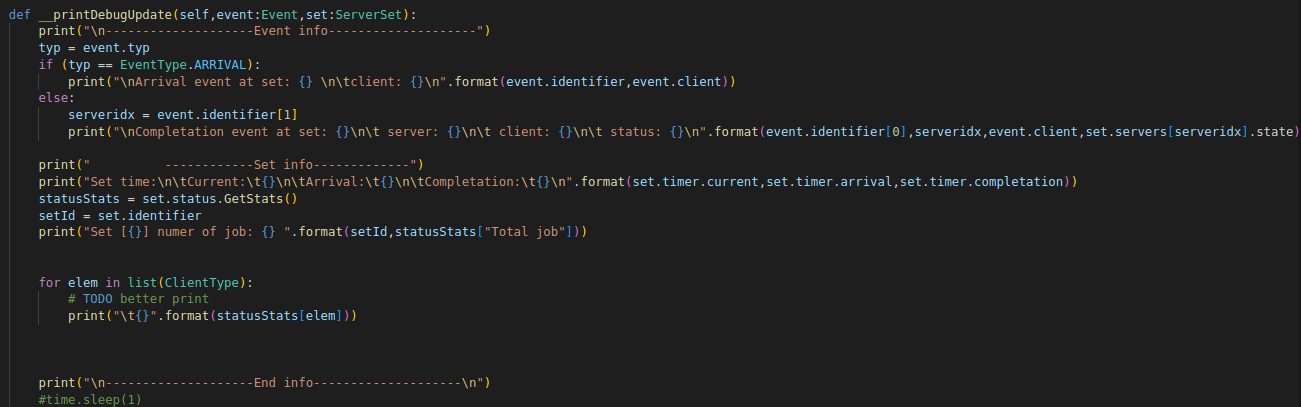 def __printDebugUpdate(self,event:Event,set:ServerSet):
    print("\n--------------------Event info--------------------")
    typ = event.typ
    if (typ == EventType.ARRIVAL):
        print("\nArrival event at set: {} \n\tclient: {}\n".format(event.identifier,event.client))
    else:
        serveridx = event.identifier[1]
        print("\nCompletion event at set: {}\n\t server: {}\n\t client: {}\n\t status: {}\n".format(event.identifier[0],serveridx,event.client,set.servers[serveridx].state)
    print("          ------------Set info-------------")
    print("Set time:\n\tCurrent:\t{}\n\tArrival:\t{}\n\tCompletion:\t{}\n".format(set.timer.current,set.timer.arrival,set.timer.completion))
    statusStats = set.status.GetStats()
    setId = set.identifier
    print("Set [{}] numer of job: {} ".format(setId,statusStats["Total job"]))
    for elem in list(ClientType):
        # TODO better print
        print("\t{}".format(statusStats[elem]))
    print("\n--------------------End info--------------------\n")
    #time.sleep(1)